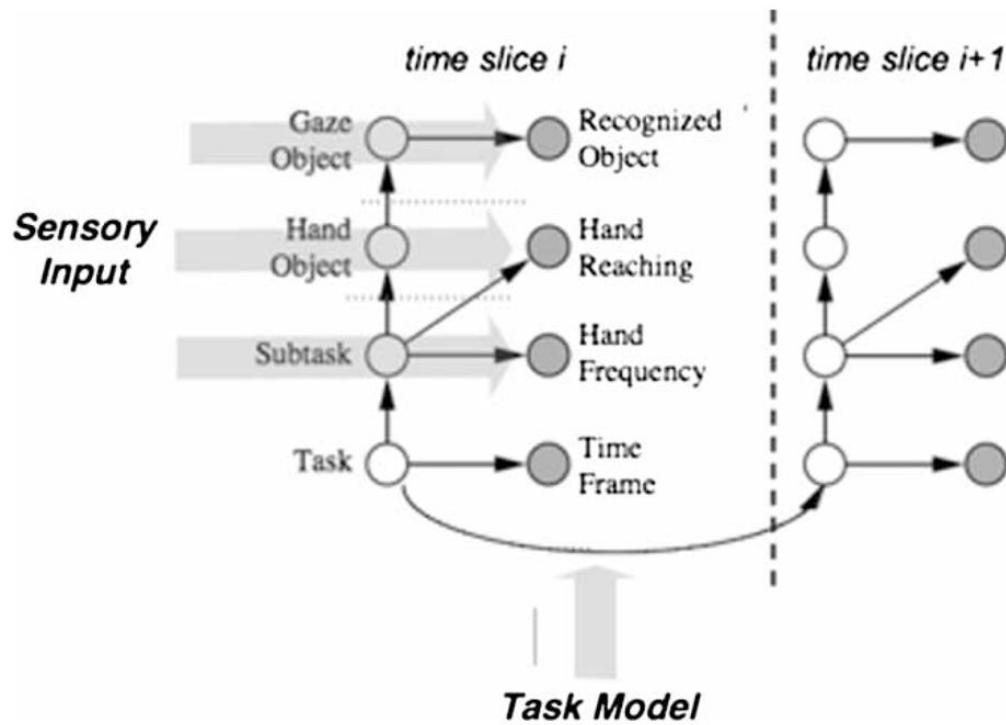 time slice i
time slice i+1
Gaze
Object
Recognized
Object
Sensory
Input
Hand
Object
Hand
Reaching
Subtask
Hand
Frequency
Task
Time
Frame
Task Model